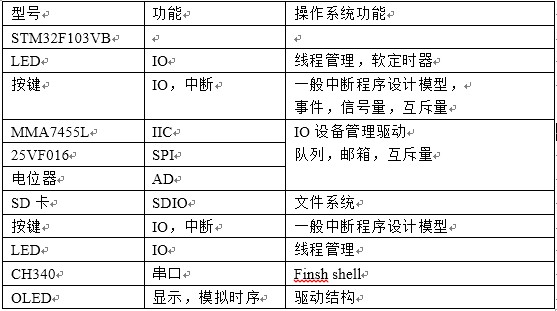 型号 功能 操作系统功能
STM32F103VB
LED IO 线程管理，软定时器
按键 IO，中断 一般中断程序设计模型，
事件，信号量，互斥量
MMA7455L IIC IO 设备管理驱动
25VF016 SPI 队列，邮箱，互斥量
电位器 AD
SD 卡 SDIO 文件系统
按键 IO，中断 一般中断程序设计模型
LED IO 线程管理
CH340 串口 Finsh shell
OLED 显示，模拟时序 驱动结构